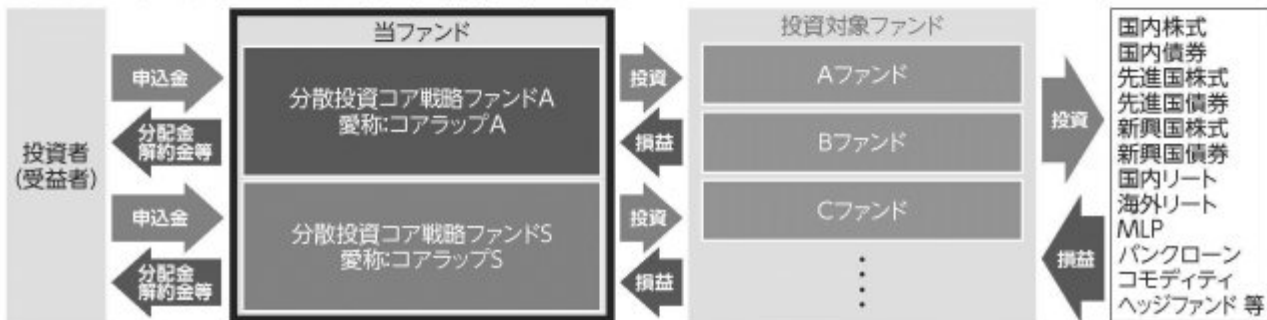 投資者
(受益者)
申込金
分配金
解約金等
申込金
分配金
解約金等
当ファンド
分散投資コア戦略ファンドA
愛称:コアラップA
分散投資コア戦略ファンドS
愛称:コアラップS
投資
損益
投資
損益
投資対象ファンド
Aファンド
Bファンド
Cファンド
投資
損益
国内株式
国内債券
先進国株式
先進国債券
新興国株式
新興国債券
国内リート
海外リート
MLP
バンクローン
コモディティ
ヘッジファンド 等